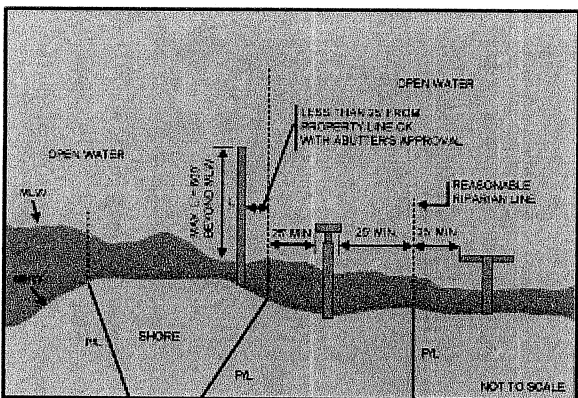 OPEN WATER
LESS THAN 25' FROM
PROPERTY LINE OK
WITH ABUTTER'S APPROVAL
OPEN WATER
MLW
BEYOND MLW
L
REASONABLE
RIPARIAN LINE
25' MIN.
25' MIN.
25' MIN.
P/L
SHORE
P/L
P/L
NOT TO SCALE